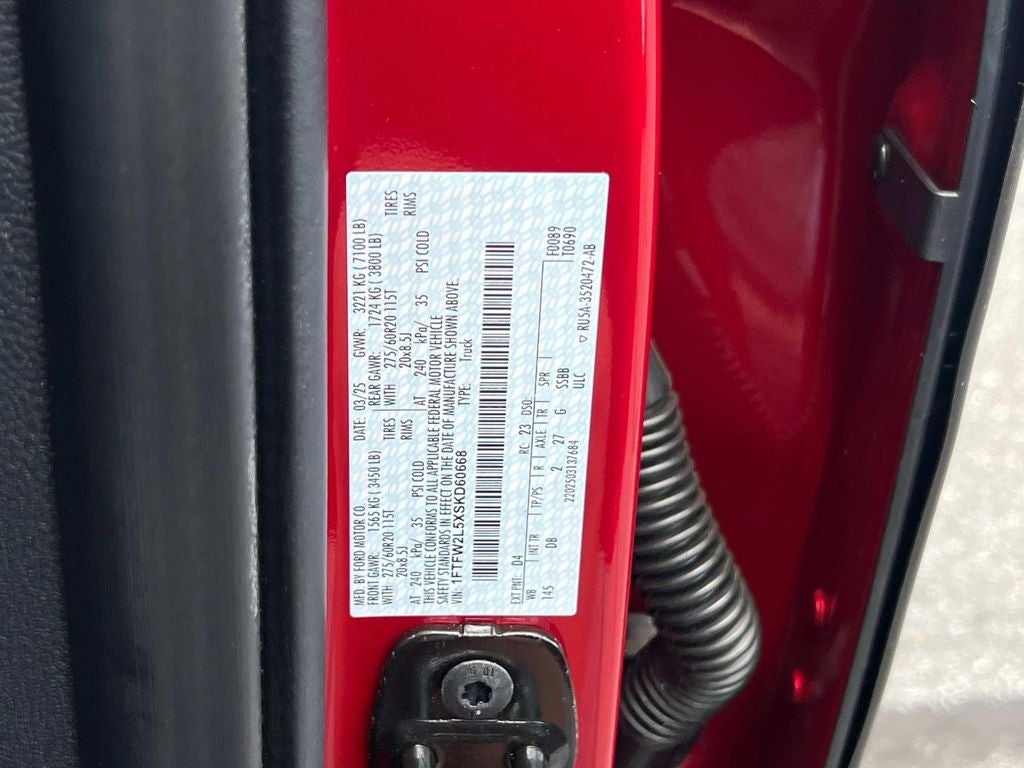 MFD. BY FORD MOTOR CO.
DATE: 03/25 GVWR: 3221 KG ( 7100 LB)
FRONT GAWR: 1565 KG ( 3450LB) REAR GAWR: 1724 KG ( 3800 LB)
WITH 275/60R20 115T TIRES WITH 275/60R20 115T TIRES
20x8.5J RIMS 20x8.5J RIMS
AT 240 kPa/ 35 PSI COLD AT 240 kPa/ 35 PSI COLD
THIS VEHICLE CONFORMS TO ALL APPLICABLE FEDERAL MOTOR VEHICLE
SAFETY STANDARDS IN EFFECT ON THE DATE OF MANUFACTURE SHOWN ABOVE.
VIN: 1FTFW2L5XSKD60668 TYPE: Truck
EXT PNT: D4 RC: 23 DSO: F0089
WB INT TR TP/PS R AXLE TR SPR T0690
145 DB 2 27 G SSBB
2202503137684 ULC ▽ RU5A-3520472-AB
10.9